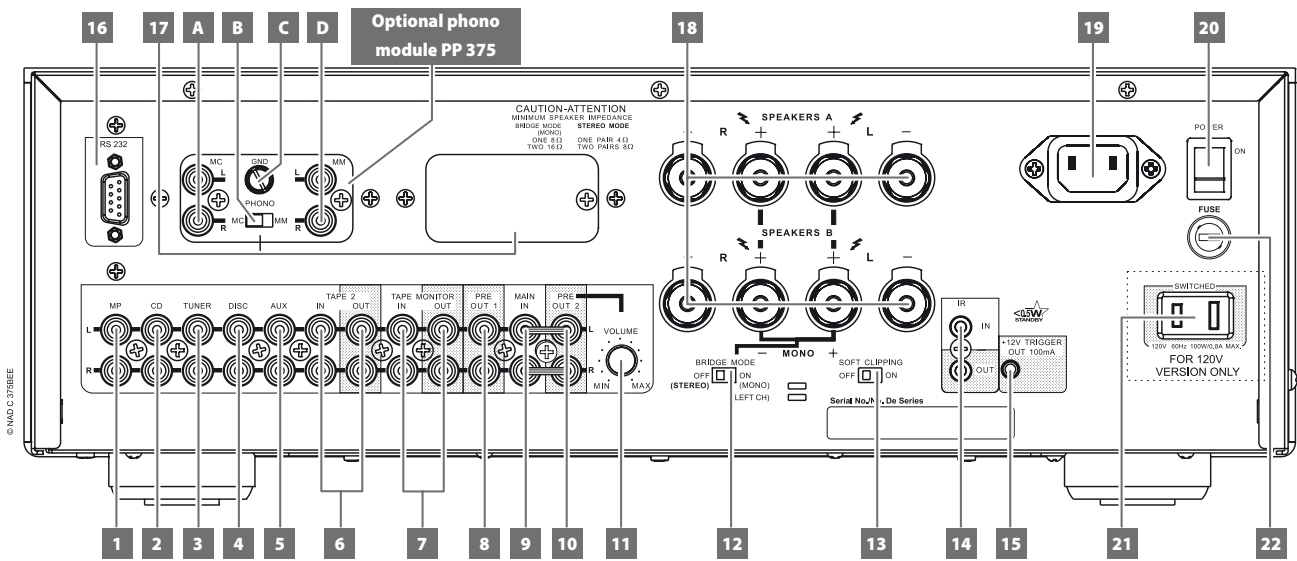 16 17 A B C D
Optional phono
module PP 375
18 19 20
CAUTION-ATTENTION
MINIMUM SPEAKER IMPEDANCE
BRIDGE MODE STEREO MODE
(MONO)
ONE 8Ω ONE PAIR 4Ω
TWO 16Ω TWO PAIRS 8Ω
SPEAKERS A
- R + + L -
POWER
ON
RS 232
MC GND MM
L L
PHONO
MC MM
R R
FUSE
SPEAKERS B
- R + + L -
MP CD TUNER DISC AUX
TAPE 2
IN OUT
TAPE MONITOR
IN OUT
PRE
OUT 1
MAIN
IN
PRE
OUT 2
L L
R R
VOLUME
MIN MAX
- MONO +
BRIDGE MODE
OFF ON
(STEREO) (MONO)
LEFT CH)
SOFT CLIPPING
OFF ON
IR
IN
OUT
<0.5W
STANDBY
+12V TRIGGER
OUT 100mA
SWITCHED
120V 60Hz 100W/0.8A MAX.
FOR 120V
VERSION ONLY
Serial No./No. De Series
© NAD C 375BEE
1 2 3 4 5 6 7 8 9 10 11 12 13 14 15 21 22